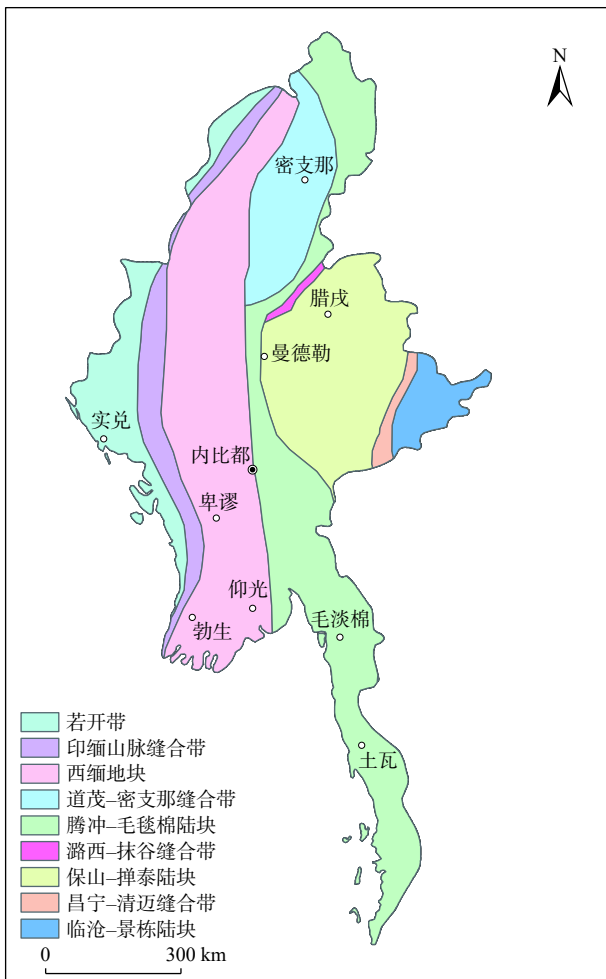 N
密支那
腊戌
曼德勒
实兑
内比都
卑谬
仰光
勃生
毛淡棉
土瓦
若开带
印缅山脉缝合带
西缅地块
道茂–密支那缝合带
腾冲–毛毯棉陆块
潞西–抹谷缝合带
保山–掸泰陆块
昌宁–清迈缝合带
临沧–景栋陆块
0 300 km